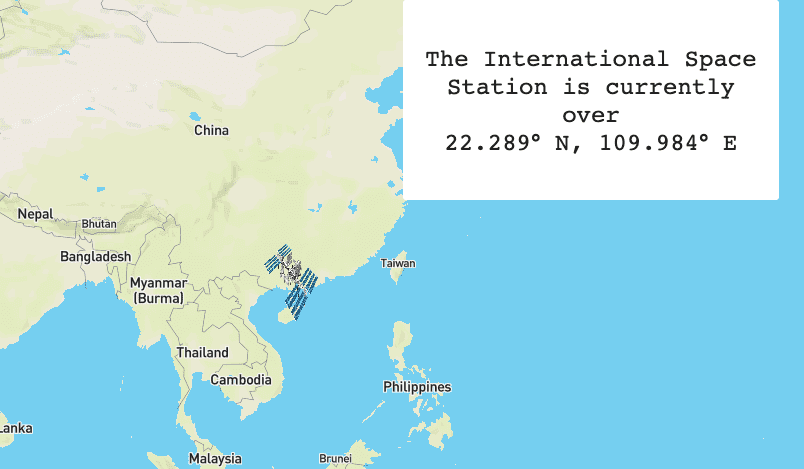 The International Space
Station is currently
over
22.289° N, 109.984° E
China
Nepal
Bhutan
Bangladesh
Taiwan
Myanmar
(Burma)
Thailand
Cambodia
Philippines
Lanka
Malaysia
Brunei